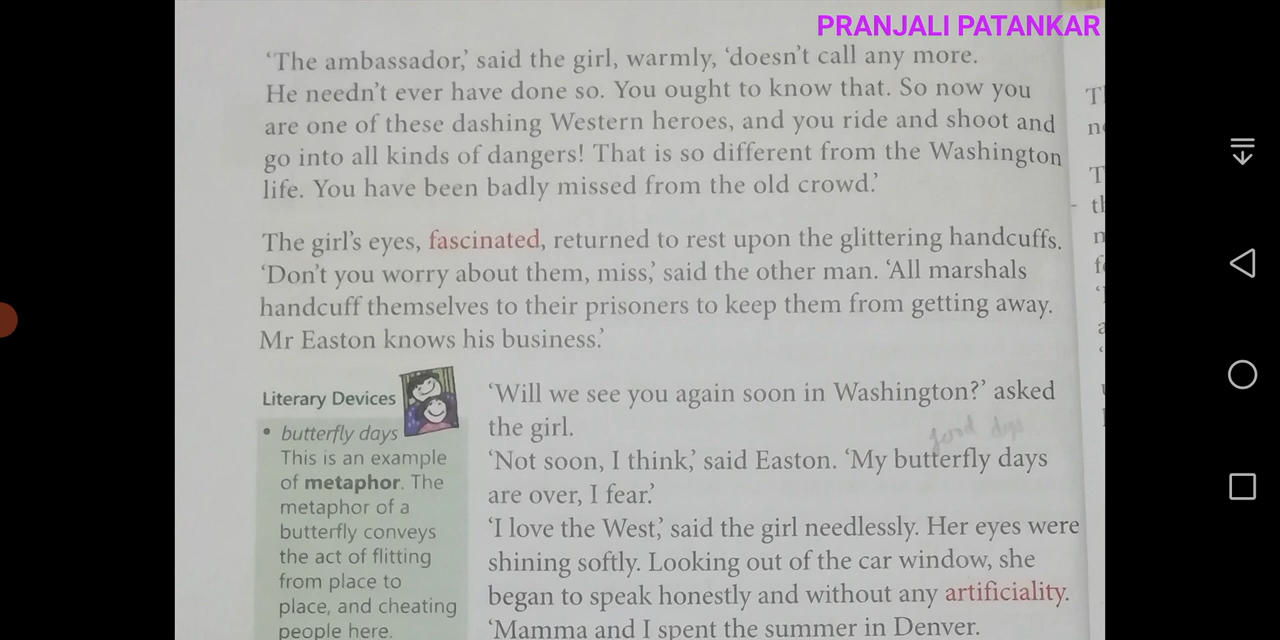 PRANJALI PATANKAR
‘The ambassador,’ said the girl, warmly, ‘doesn’t call any more.
He needn’t ever have done so. You ought to know that. So now you
are one of these dashing Western heroes, and you ride and shoot and
go into all kinds of dangers! That is so different from the Washington
life. You have been badly missed from the old crowd.’
The girl’s eyes, fascinated, returned to rest upon the glittering handcuffs.
‘Don’t you worry about them, miss,’ said the other man. ‘All marshals
handcuff themselves to their prisoners to keep them from getting away.
Mr Easton knows his business.’
Literary Devices
• butterfly days
This is an example
of metaphor. The
metaphor of a
butterfly conveys
the act of flitting
from place to
place, and cheating
people here.
‘Will we see you again soon in Washington?’ asked
the girl.
good days
‘Not soon, I think,’ said Easton. ‘My butterfly days
are over, I fear.’
‘I love the West,’ said the girl needlessly. Her eyes were
shining softly. Looking out of the car window, she
began to speak honestly and without any artificiality.
‘Mamma and I spent the summer in Denver.